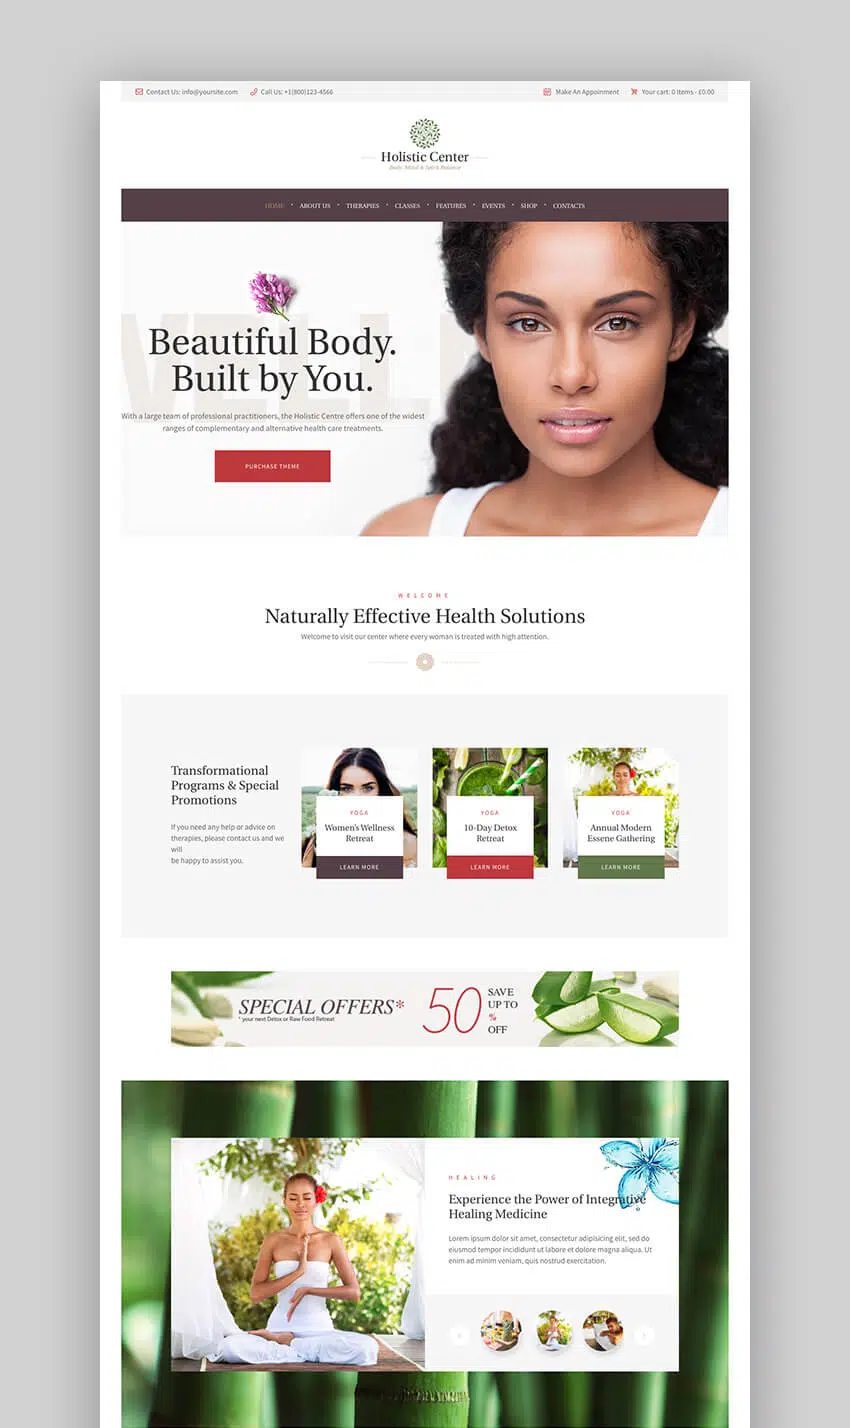 Contact Us: info@yoursite.com Call Us: +1(800)123-4566 Make An Appoinment Your cart: 0 Items - £0.00
Holistic Center
Body, Mind & Spirit Balance
HOME • ABOUT US • THERAPIES • CLASSES • FEATURES • EVENTS • SHOP • CONTACTS
WELL
Beautiful Body.
Built by You.
With a large team of professional practitioners, the Holistic Centre offers one of the widest
ranges of complementary and alternative health care treatments.
PURCHASE THEME
WELCOME
Naturally Effective Health Solutions
Welcome to visit our center where every woman is treated with high attention.
Transformational
Programs & Special
Promotions
If you need any help or advice on
therapies, please contact us and we
will
be happy to assist you.
YOGA
Women's Wellness
Retreat
LEARN MORE
YOGA
10-Day Detox
Retreat
LEARN MORE
YOGA
Annual Modern
Essene Gathering
LEARN MORE
SPECIAL OFFERS*
* your next Detox or Raw Food Retreat
50
SAVE
UP TO
%
OFF
HEALING
Experience the Power of Integrative
Healing Medicine
Lorem ipsum dolor sit amet, consectetur adipisicing elit, sed do
eiusmod tempor incididunt ut labore et dolore magna aliqua. Ut
enim ad minim veniam, quis nostrud exercitation.